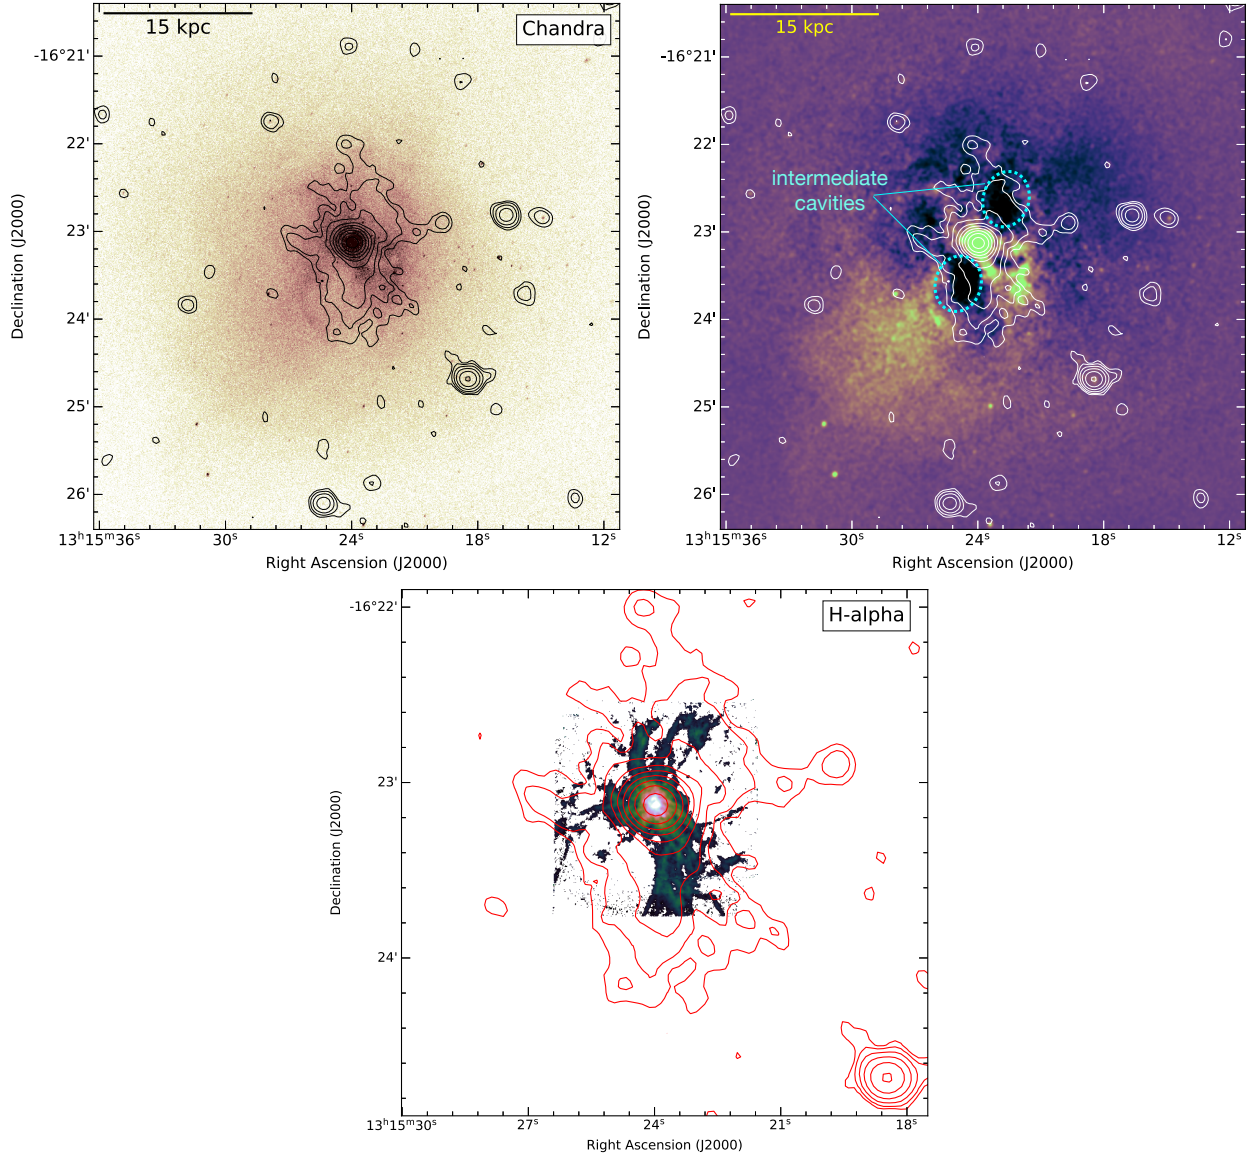 15 kpc
Chandra
-16°21'
22'
23'
24'
25'
26'
Declination (J2000)
13ʰ15ᵐ36ˢ
30ˢ
24ˢ
18ˢ
12ˢ
Right Ascension (J2000)
15 kpc
intermediate
cavities
-16°21'
22'
23'
24'
25'
26'
Declination (J2000)
13ʰ15ᵐ36ˢ
30ˢ
24ˢ
18ˢ
12ˢ
Right Ascension (J2000)
H-alpha
-16°22'
23'
24'
Declination (J2000)
13ʰ15ᵐ30ˢ
27ˢ
24ˢ
21ˢ
18ˢ
Right Ascension (J2000)